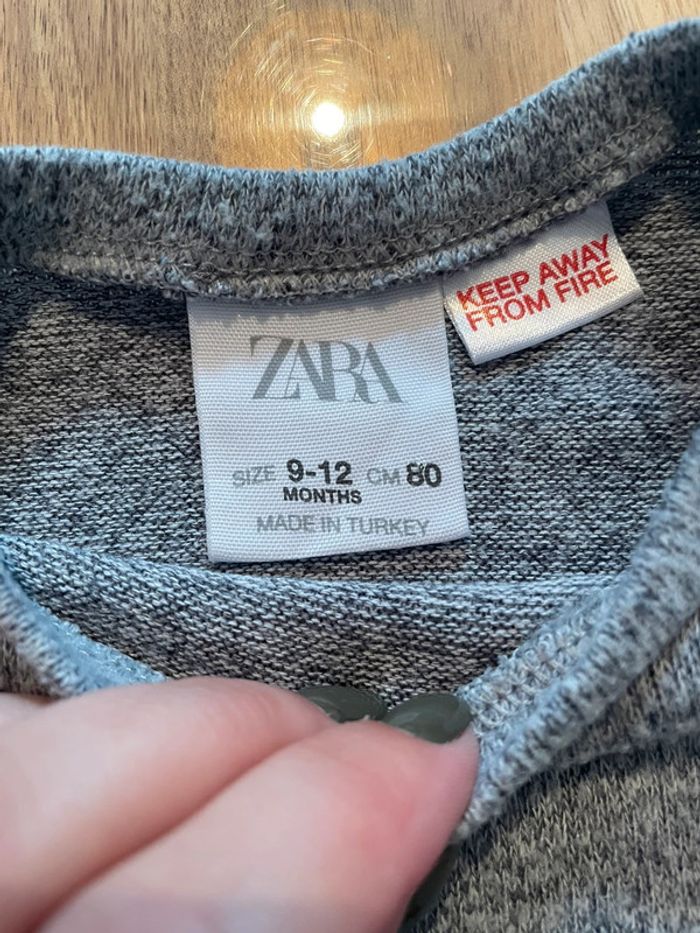 KEEP AWAY
FROM FIRE
ZARA
SIZE 9-12 CM 80
MONTHS
MADE IN TURKEY